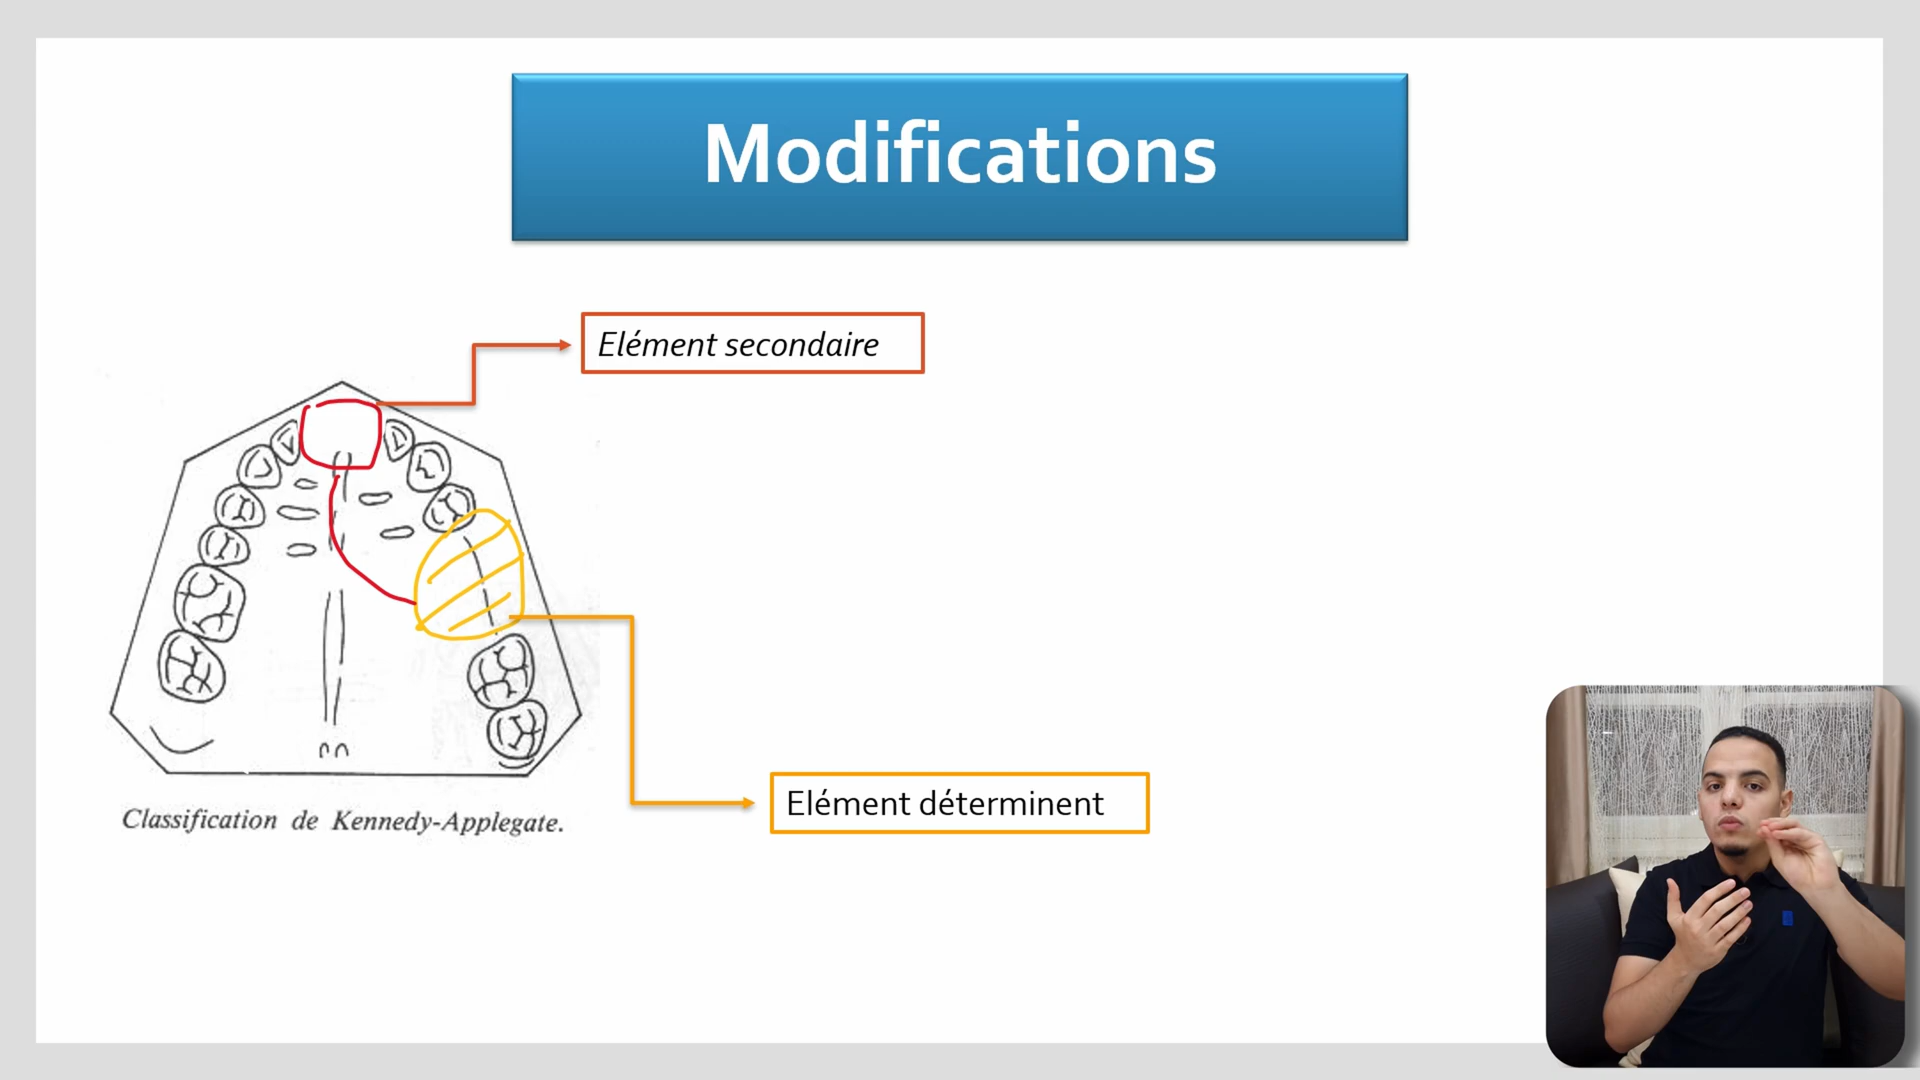 Modifications
Elément secondaire
Classification de Kennedy-Applegate.
Elément déterminent